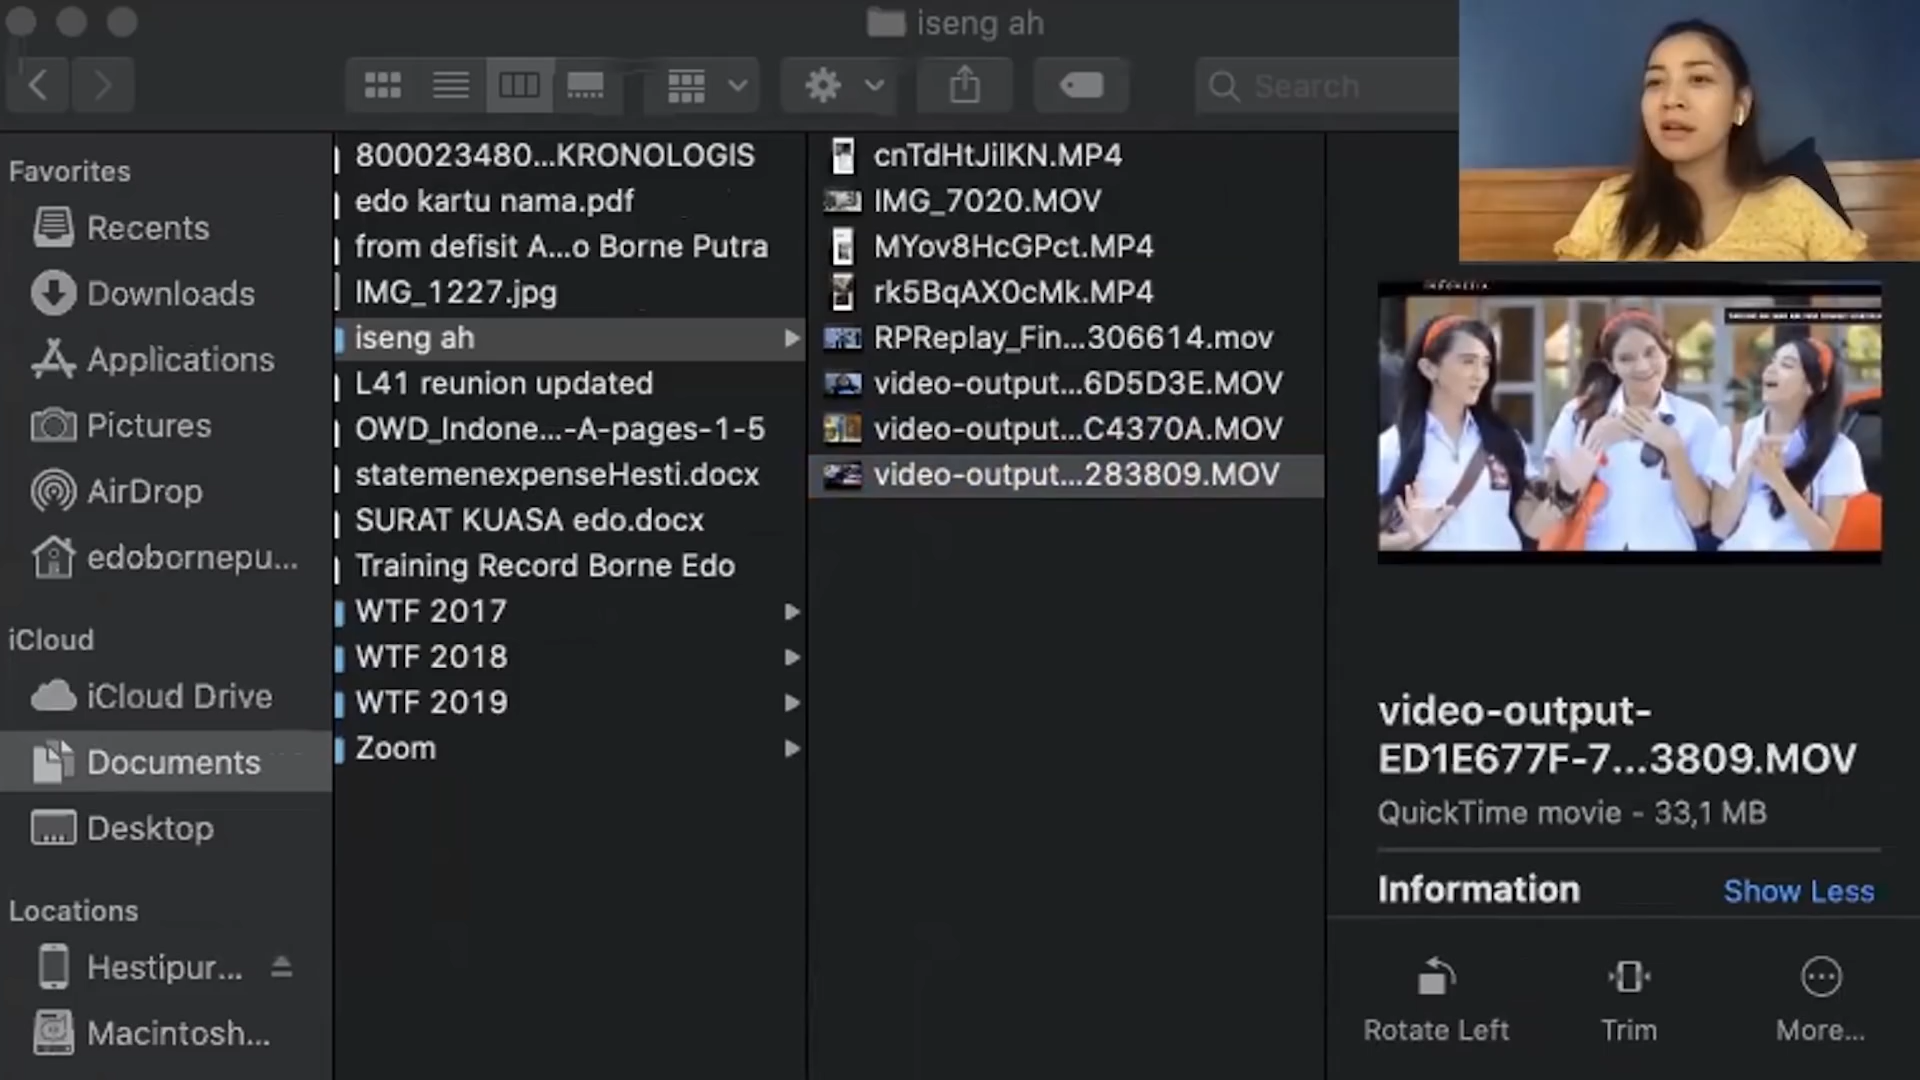 iseng ah
Search
Favorites
Recents
Downloads
Applications
Pictures
AirDrop
edobornepu...
iCloud
iCloud Drive
Documents
Desktop
Locations
Hestipur...
Macintosh...
800023480...KRONOLOGIS
edo kartu nama.pdf
from defisit A...o Borne Putra
IMG_1227.jpg
iseng ah
L41 reunion updated
OWD_Indone...-A-pages-1-5
statemenexpenseHesti.docx
SURAT KUASA edo.docx
Training Record Borne Edo
WTF 2017
WTF 2018
WTF 2019
Zoom
cnTdHtJilKN.MP4
IMG_7020.MOV
MYov8HcGPct.MP4
rk5BqAX0cMk.MP4
RPReplay_Fin...306614.mov
video-output...6D5D3E.MOV
video-output...C4370A.MOV
video-output...283809.MOV
INDONESIA
video-output-
ED1E677F-7...3809.MOV
QuickTime movie - 33,1 MB
Information
Show Less
Rotate Left
Trim
More...